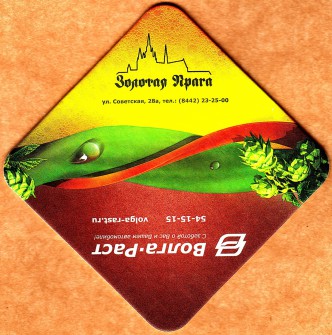 Золотая Прага
ул. Советская, 28а, тел.: (8442) 23-25-00
Волга-Раст
С заботой о Вас и Вашем автомобиле!
54-15-15 volga-rast.ru